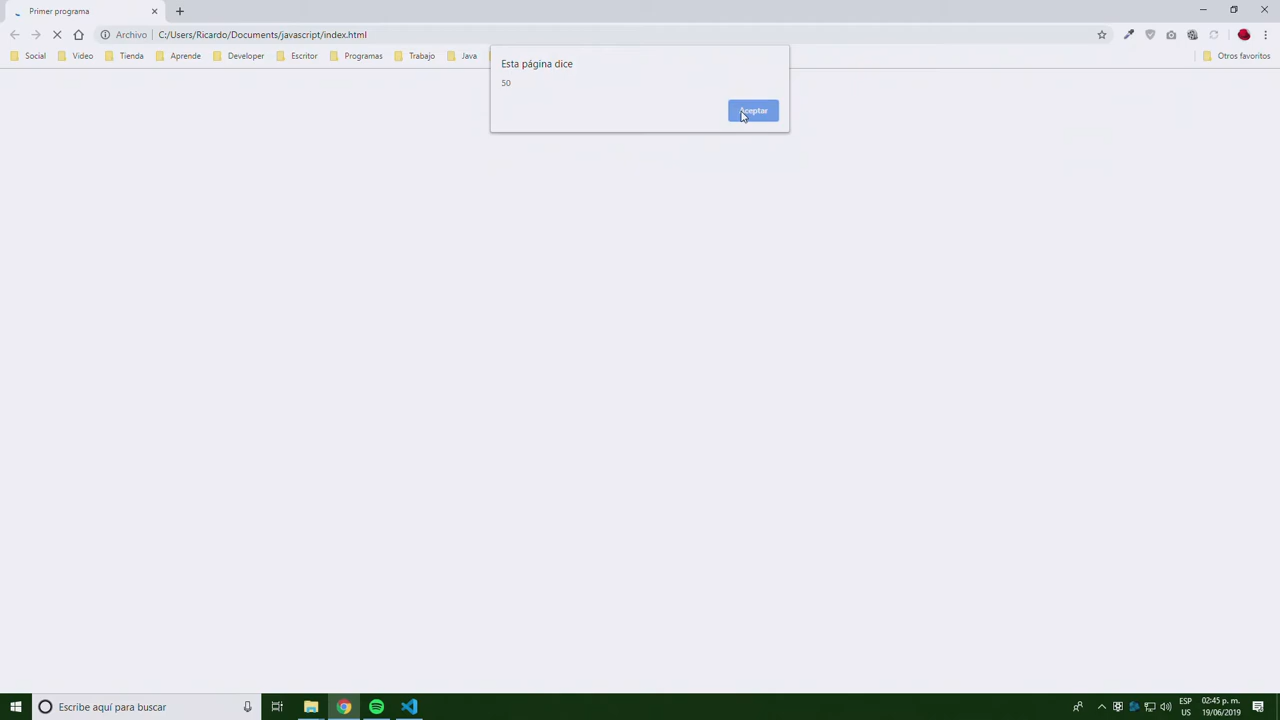 Primer programa
Archivo C:/Users/Ricardo/Documents/javascript/index.html
Social Video Tienda Aprende Developer Escritor Programas Trabajo Java Otros favoritos
Esta página dice
50
Aceptar
Escribe aquí para buscar
ESP 02:45 p. m.
US 19/06/2019